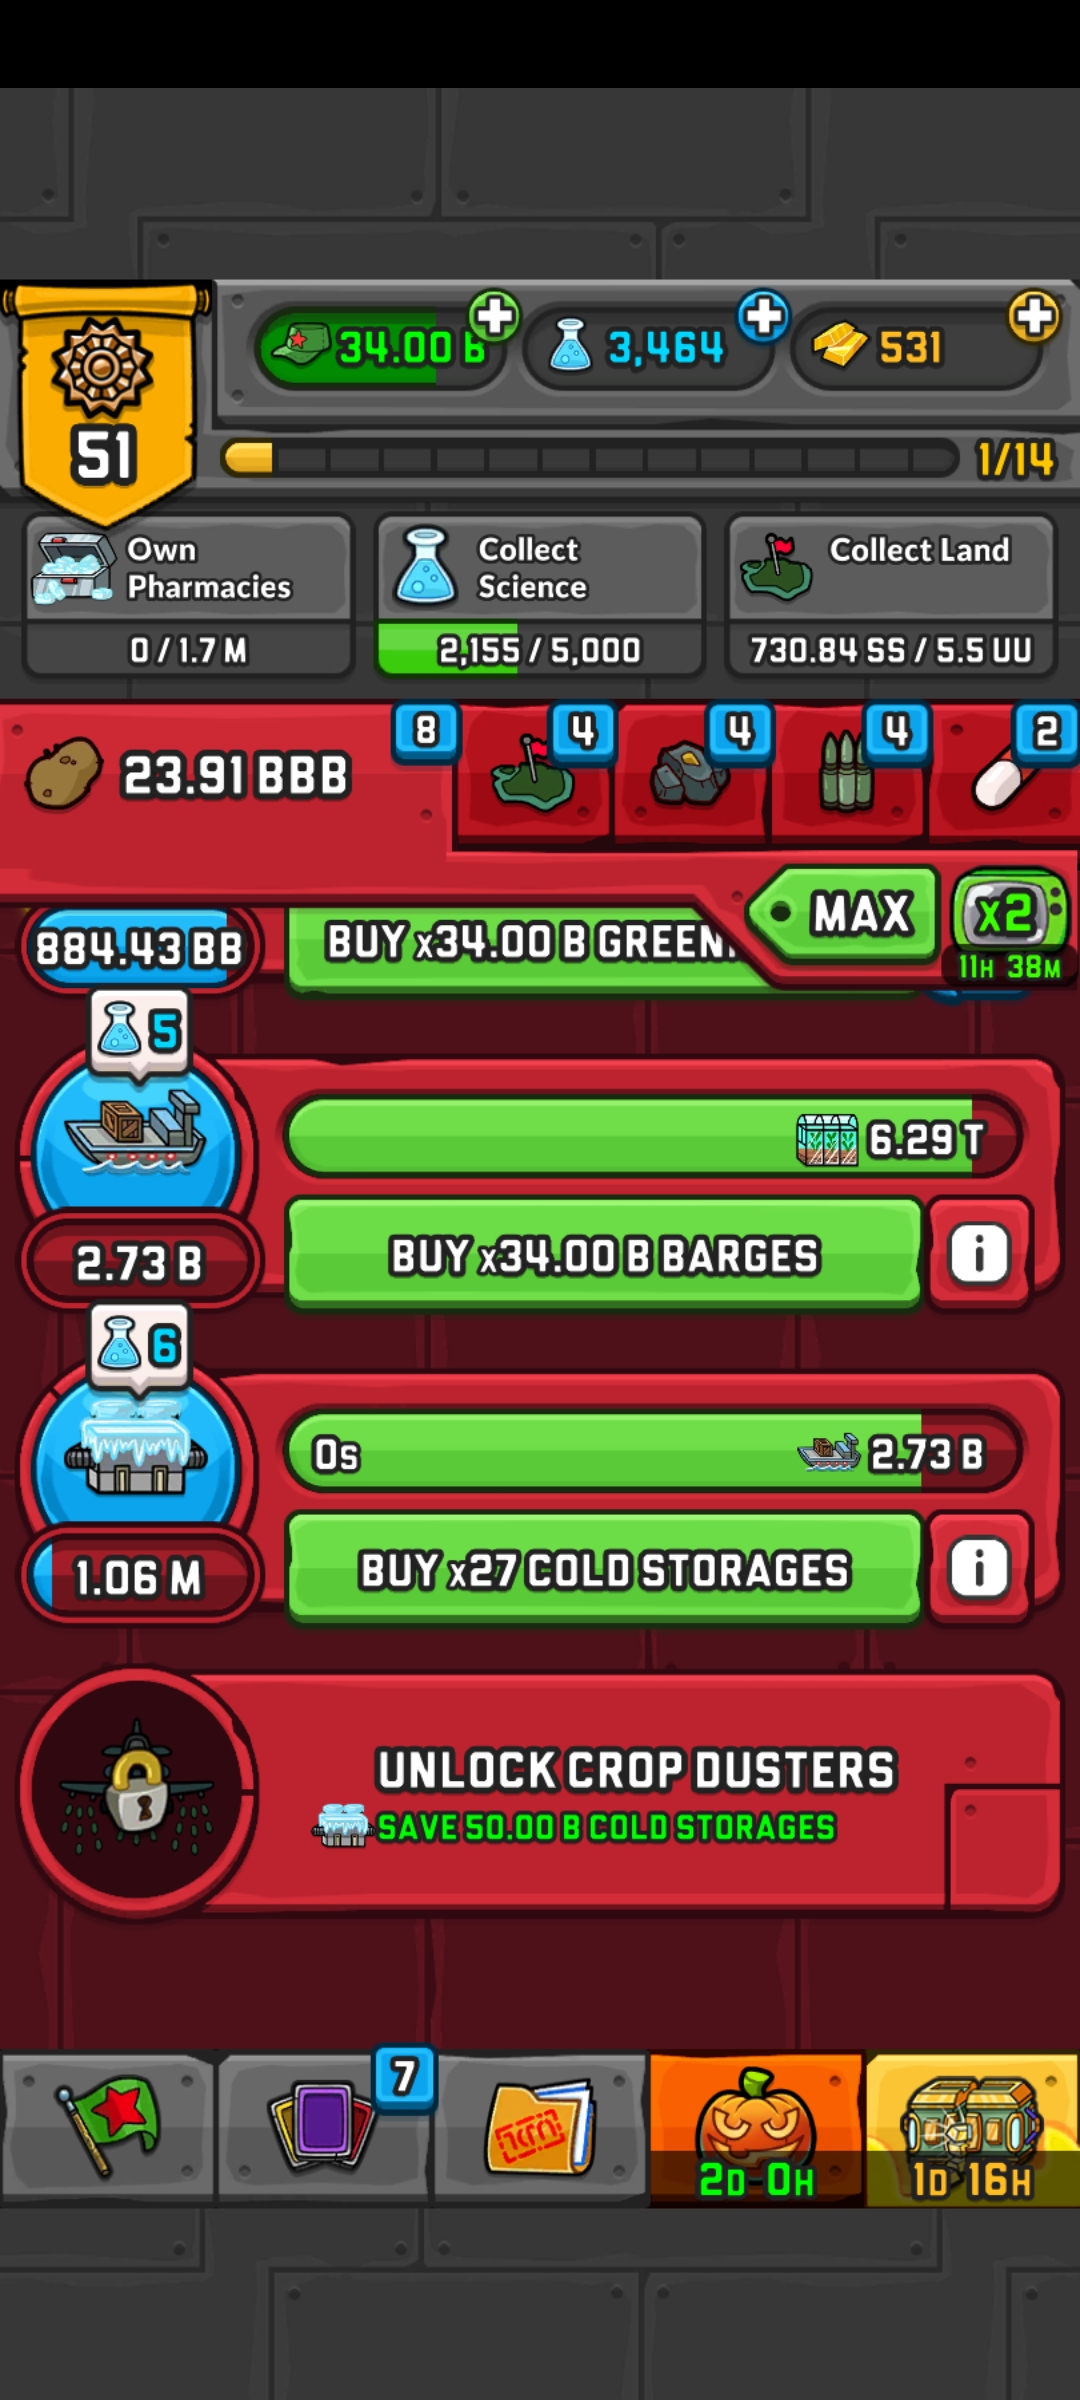 34.00 B
3,464
531
51
1/14
Own
Pharmacies
Collect
Science
Collect Land
0 / 1.7 M
2,155 / 5,000
730.84 SS / 5.5 UU
8
4
4
4
2
23.91 BBB
MAX
x2
11H 38M
884.43 BB
BUY x34.00 B GREEN
5
6.29 T
2.73 B
BUY x34.00 B BARGES
i
6
0s
2.73 B
1.06 M
BUY x27 COLD STORAGES
i
UNLOCK CROP DUSTERS
SAVE 50.00 B COLD STORAGES
7
2D 0H
1D 16H